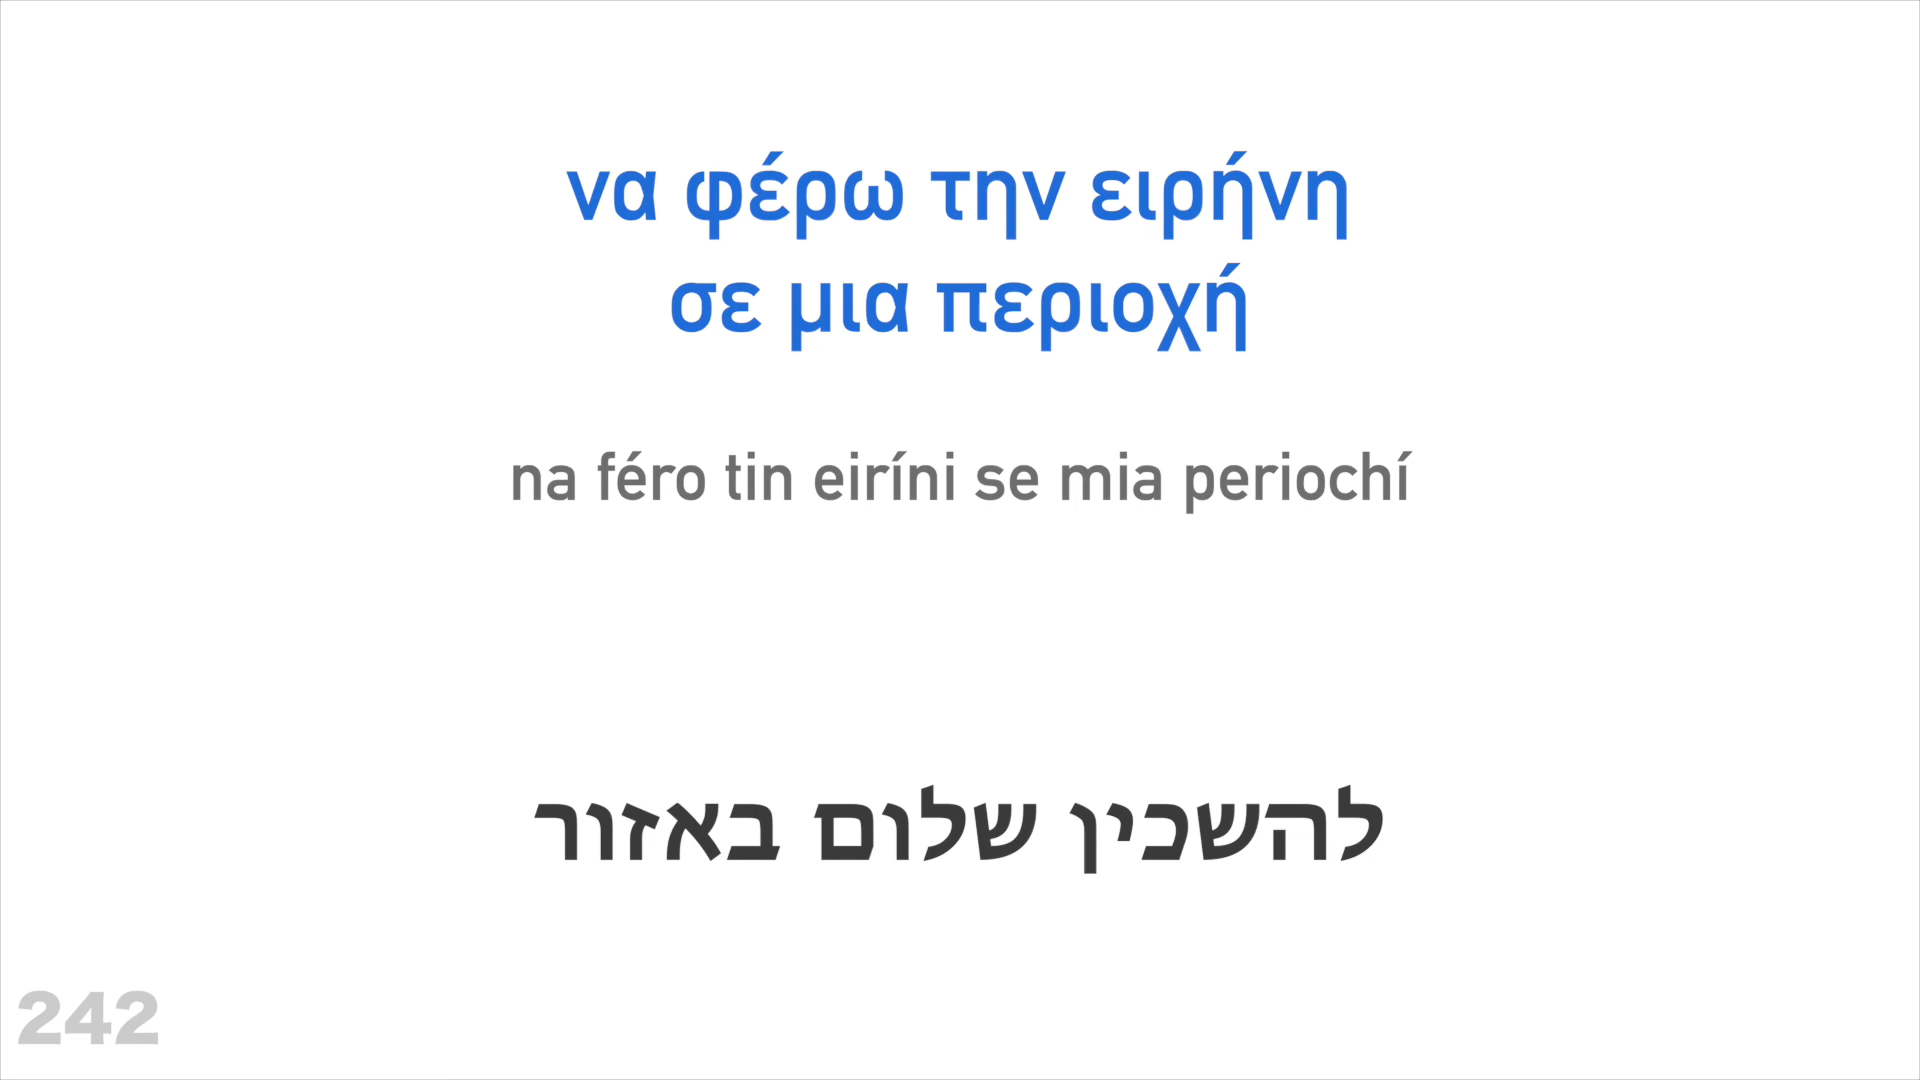 να φέρω την ειρήνη
σε μια περιοχή
na féro tin eiríni se mia periochí
להשכין שלום באזור
242